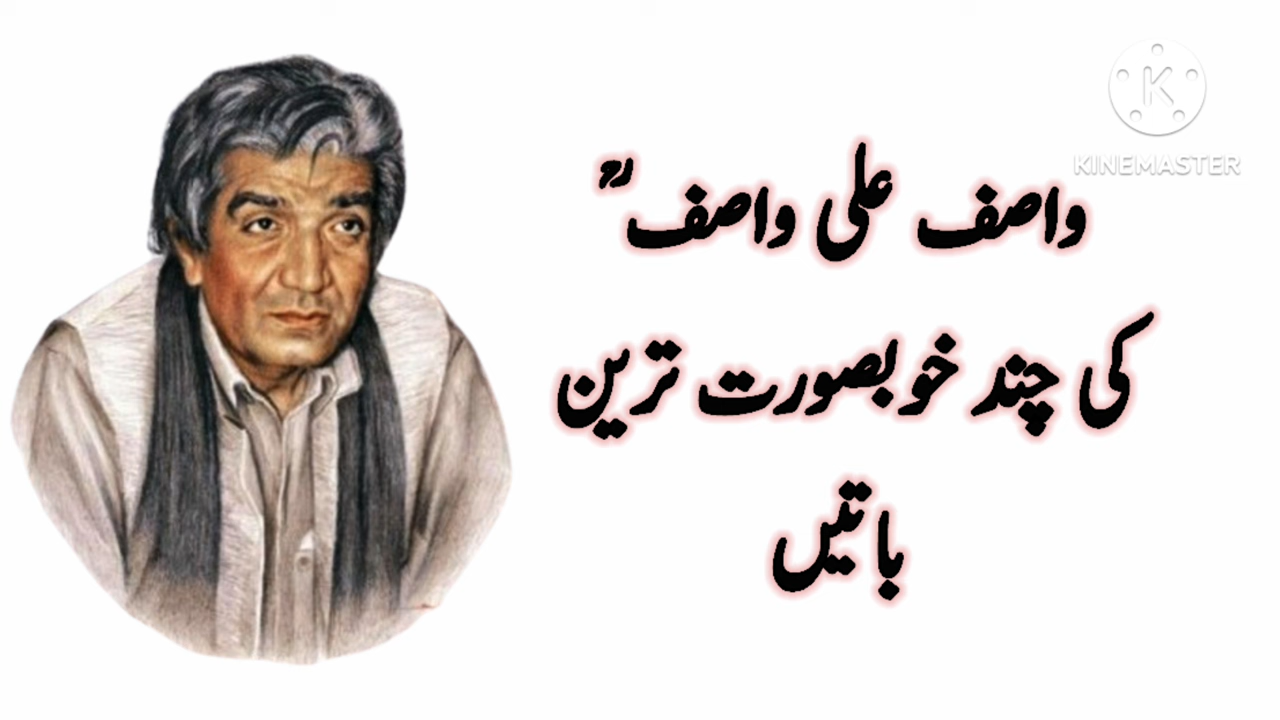 واصف علی واصفؒ
کی چند خوبصورت ترین
باتیں
K
KINEMASTER